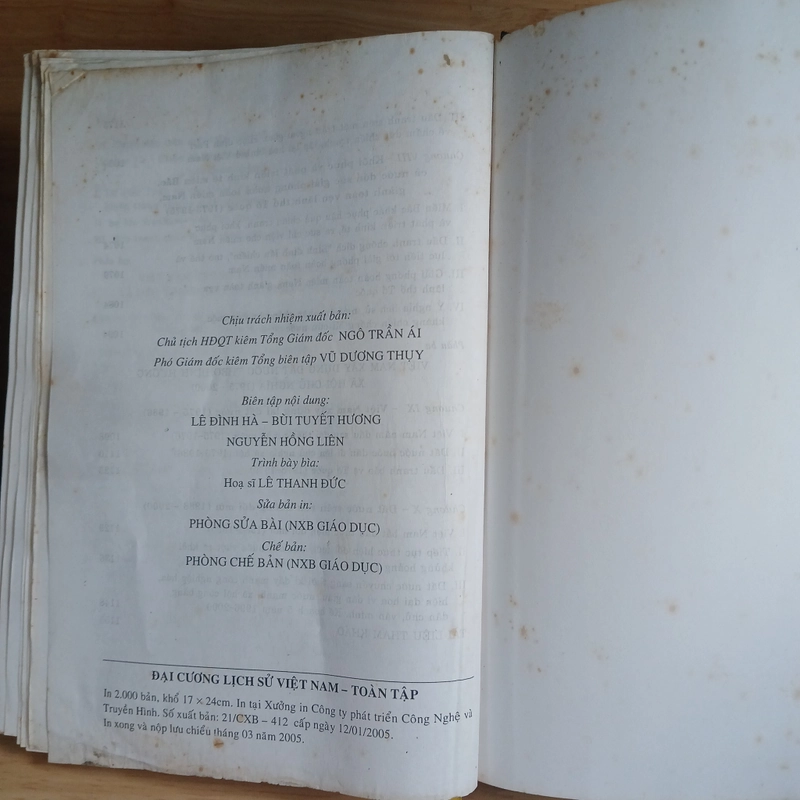 Chịu trách nhiệm xuất bản:
Chủ tịch HĐQT kiêm Tổng Giám đốc NGÔ TRẦN ÁI
Phó Giám đốc kiêm Tổng biên tập VŨ DƯƠNG THỤY
Biên tập nội dung:
LÊ ĐÌNH HÀ – BÙI TUYẾT HƯƠNG
NGUYỄN HỒNG LIÊN
Trình bày bìa:
Hoạ sĩ LÊ THANH ĐỨC
Sửa bản in:
PHÒNG SỬA BÀI (NXB GIÁO DỤC)
Chế bản:
PHÒNG CHẾ BẢN (NXB GIÁO DỤC)
ĐẠI CƯƠNG LỊCH SỬ VIỆT NAM – TOÀN TẬP
In 2.000 bản, khổ 17 × 24cm. In tại Xưởng in Công ty phát triển Công Nghệ và
Truyền Hình. Số xuất bản: 21/CXB – 412 cấp ngày 12/01/2005.
In xong và nộp lưu chiểu tháng 03 năm 2005.